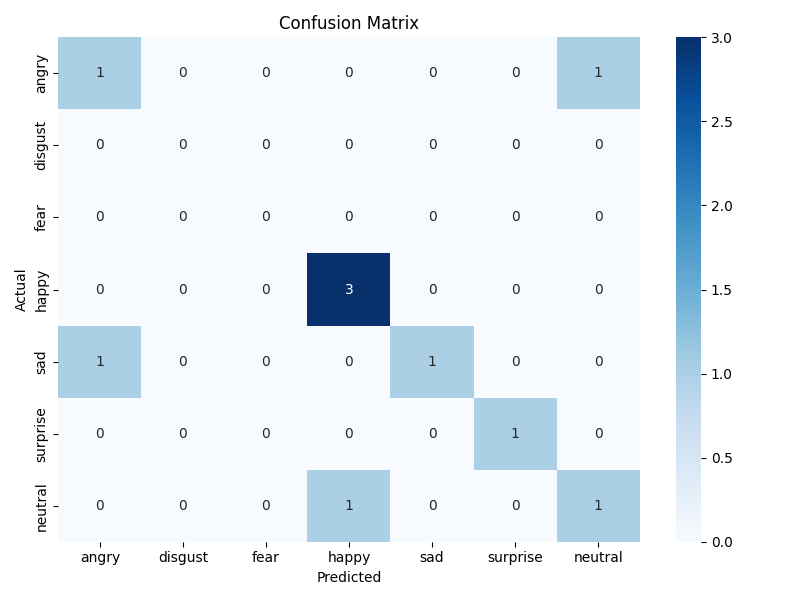 Confusion Matrix
Actual
angry 1 0 0 0 0 0 1
disgust 0 0 0 0 0 0 0
fear 0 0 0 0 0 0 0
happy 0 0 0 3 0 0 0
sad 1 0 0 0 1 0 0
surprise 0 0 0 0 0 1 0
neutral 0 0 0 1 0 0 1
angry disgust fear happy sad surprise neutral
Predicted
3.0
2.5
2.0
1.5
1.0
0.5
0.0